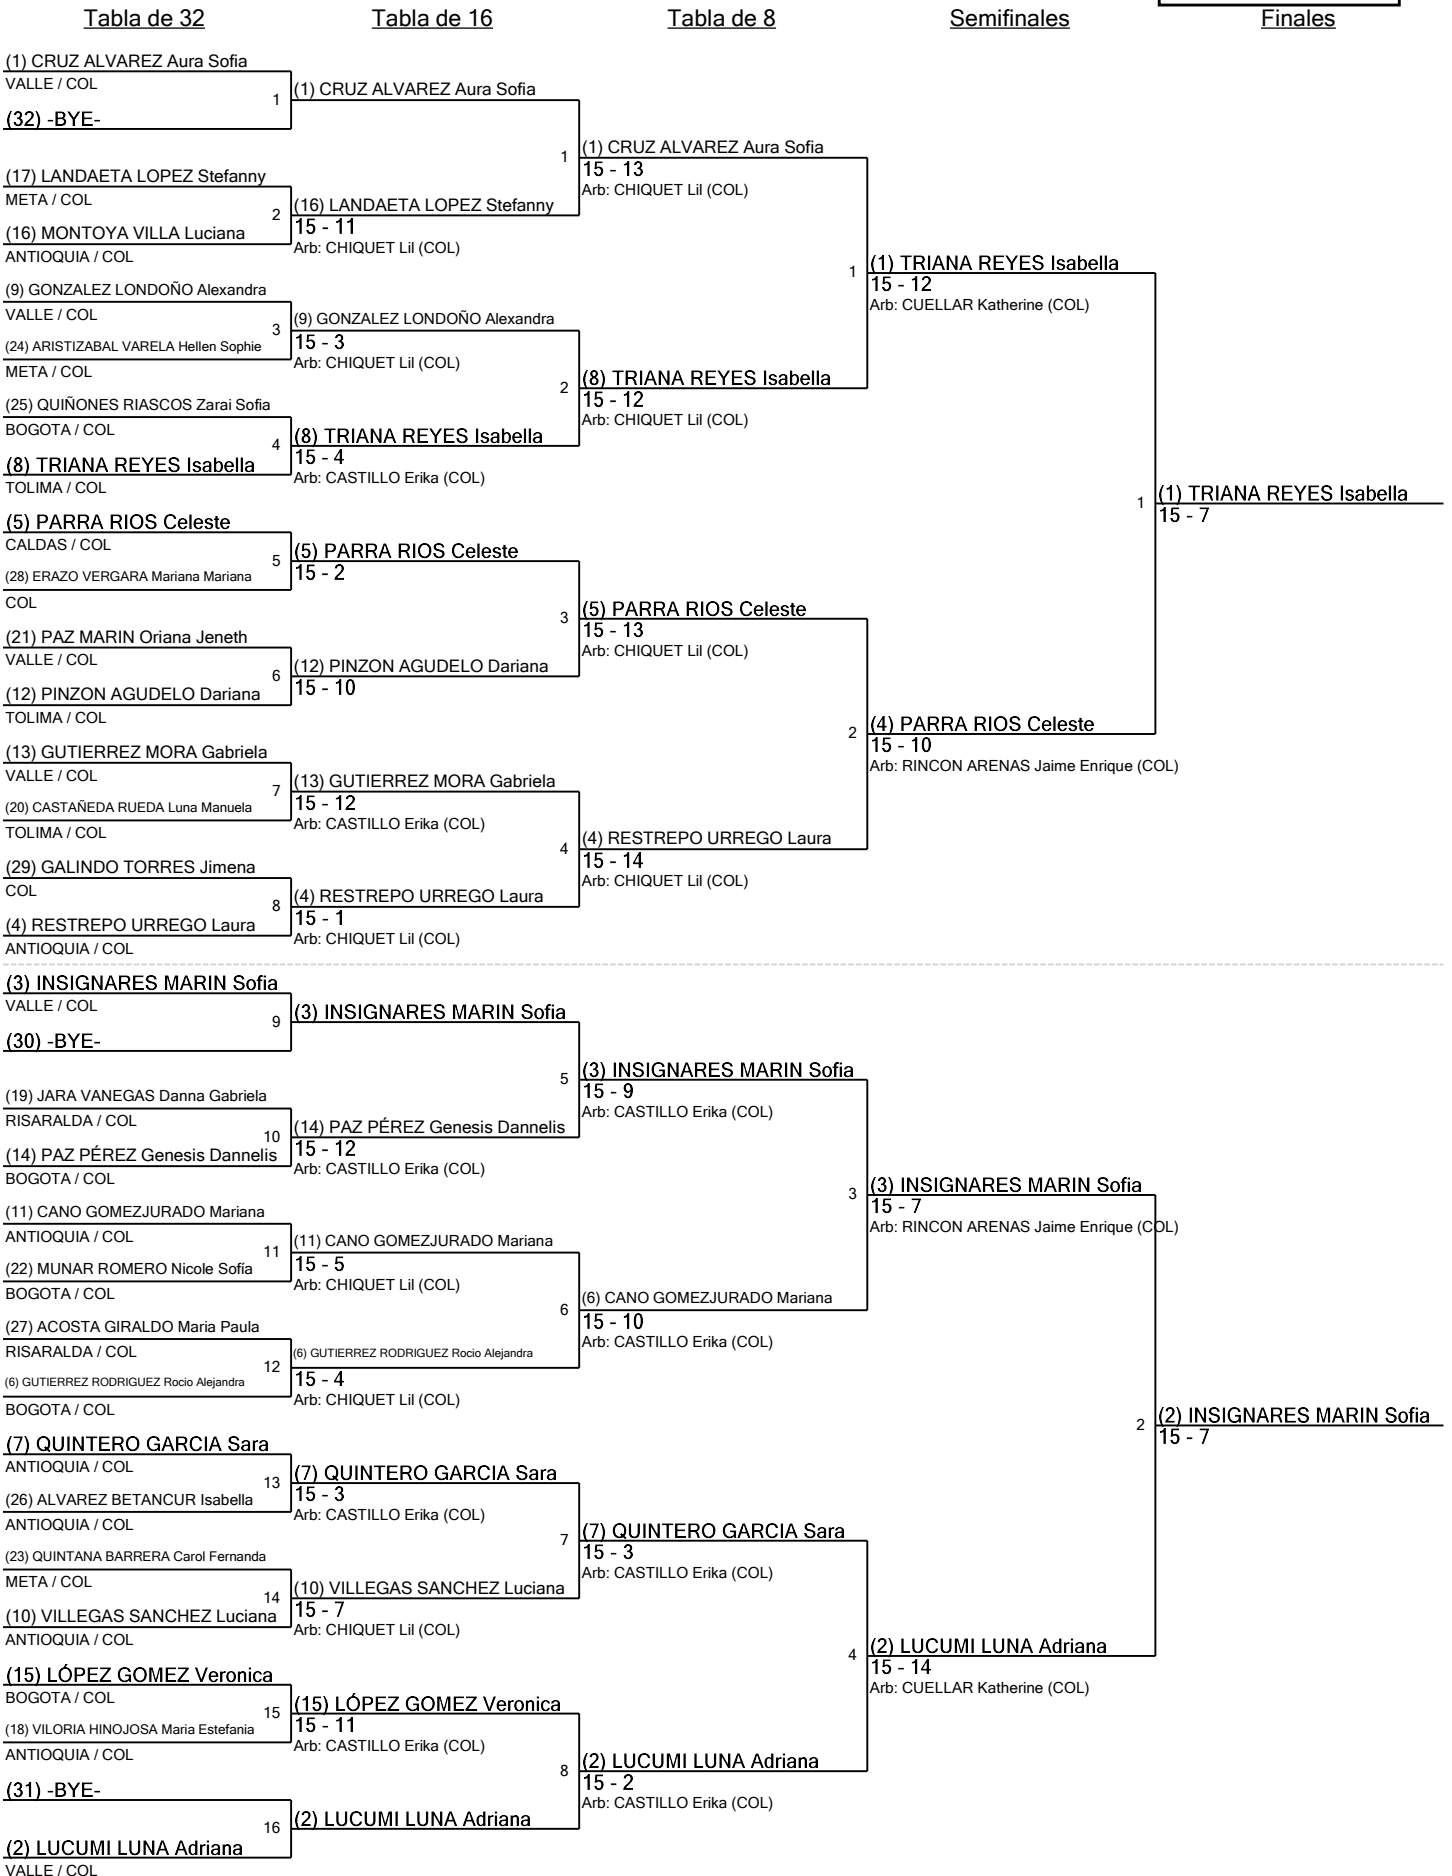 Tabla de 32
Tabla de 16
Tabla de 8
Semifinales
Finales
(1) CRUZ ALVAREZ Aura Sofia
VALLE / COL
1
(32) -BYE-
(17) LANDAETA LOPEZ Stefanny
META / COL
2
(16) MONTOYA VILLA Luciana
ANTIOQUIA / COL
(9) GONZALEZ LONDOÑO Alexandra
VALLE / COL
3
(24) ARISTIZABAL VARELA Hellen Sophie
META / COL
(25) QUIÑONES RIASCOS Zarai Sofia
BOGOTA / COL
4
(8) TRIANA REYES Isabella
TOLIMA / COL
(5) PARRA RIOS Celeste
CALDAS / COL
5
(28) ERAZO VERGARA Mariana Mariana
COL
(21) PAZ MARIN Oriana Jeneth
VALLE / COL
6
(12) PINZON AGUDELO Dariana
TOLIMA / COL
(13) GUTIERREZ MORA Gabriela
VALLE / COL
7
(20) CASTAÑEDA RUEDA Luna Manuela
TOLIMA / COL
(29) GALINDO TORRES Jimena
COL
8
(4) RESTREPO URREGO Laura
ANTIOQUIA / COL
(3) INSIGNARES MARIN Sofia
VALLE / COL
9
(30) -BYE-
(19) JARA VANEGAS Danna Gabriela
RISARALDA / COL
10
(14) PAZ PÉREZ Genesis Dannelis
BOGOTA / COL
(11) CANO GOMEZJURADO Mariana
ANTIOQUIA / COL
11
(22) MUNAR ROMERO Nicole Sofía
BOGOTA / COL
(27) ACOSTA GIRALDO Maria Paula
RISARALDA / COL
12
(6) GUTIERREZ RODRIGUEZ Rocio Alejandra
BOGOTA / COL
(7) QUINTERO GARCIA Sara
ANTIOQUIA / COL
13
(26) ALVAREZ BETANCUR Isabella
ANTIOQUIA / COL
(23) QUINTANA BARRERA Carol Fernanda
META / COL
14
(10) VILLEGAS SANCHEZ Luciana
ANTIOQUIA / COL
(15) LÓPEZ GOMEZ Veronica
BOGOTA / COL
15
(18) VILORIA HINOJOSA Maria Estefania
ANTIOQUIA / COL
(31) -BYE-
16
(2) LUCUMI LUNA Adriana
VALLE / COL
(1) CRUZ ALVAREZ Aura Sofia
1
(16) LANDAETA LOPEZ Stefanny
15 - 11
Arb: CHIQUET Lil (COL)
(9) GONZALEZ LONDOÑO Alexandra
15 - 3
Arb: CHIQUET Lil (COL)
2
(8) TRIANA REYES Isabella
15 - 4
Arb: CASTILLO Erika (COL)
(5) PARRA RIOS Celeste
15 - 2
3
(12) PINZON AGUDELO Dariana
15 - 10
(13) GUTIERREZ MORA Gabriela
15 - 12
Arb: CASTILLO Erika (COL)
4
(4) RESTREPO URREGO Laura
15 - 1
Arb: CHIQUET Lil (COL)
(3) INSIGNARES MARIN Sofia
5
(14) PAZ PÉREZ Genesis Dannelis
15 - 12
Arb: CASTILLO Erika (COL)
(11) CANO GOMEZJURADO Mariana
15 - 5
Arb: CHIQUET Lil (COL)
6
(6) GUTIERREZ RODRIGUEZ Rocio Alejandra
15 - 4
Arb: CHIQUET Lil (COL)
(7) QUINTERO GARCIA Sara
15 - 3
Arb: CASTILLO Erika (COL)
7
(10) VILLEGAS SANCHEZ Luciana
15 - 7
Arb: CHIQUET Lil (COL)
(15) LÓPEZ GOMEZ Veronica
15 - 11
Arb: CASTILLO Erika (COL)
8
(2) LUCUMI LUNA Adriana
(1) CRUZ ALVAREZ Aura Sofia
15 - 13
Arb: CHIQUET Lil (COL)
1
(8) TRIANA REYES Isabella
15 - 12
Arb: CHIQUET Lil (COL)
(5) PARRA RIOS Celeste
15 - 13
Arb: CHIQUET Lil (COL)
2
(4) RESTREPO URREGO Laura
15 - 14
Arb: CHIQUET Lil (COL)
(3) INSIGNARES MARIN Sofia
15 - 9
Arb: CASTILLO Erika (COL)
3
(6) CANO GOMEZJURADO Mariana
15 - 10
Arb: CASTILLO Erika (COL)
(7) QUINTERO GARCIA Sara
15 - 3
Arb: CASTILLO Erika (COL)
4
(2) LUCUMI LUNA Adriana
15 - 2
Arb: CASTILLO Erika (COL)
(1) TRIANA REYES Isabella
15 - 12
Arb: CUELLAR Katherine (COL)
1
(4) PARRA RIOS Celeste
15 - 10
Arb: RINCON ARENAS Jaime Enrique (COL)
(3) INSIGNARES MARIN Sofia
15 - 7
Arb: RINCON ARENAS Jaime Enrique (COL)
2
(2) LUCUMI LUNA Adriana
15 - 14
Arb: CUELLAR Katherine (COL)
(1) TRIANA REYES Isabella
15 - 7
(2) INSIGNARES MARIN Sofia
15 - 7